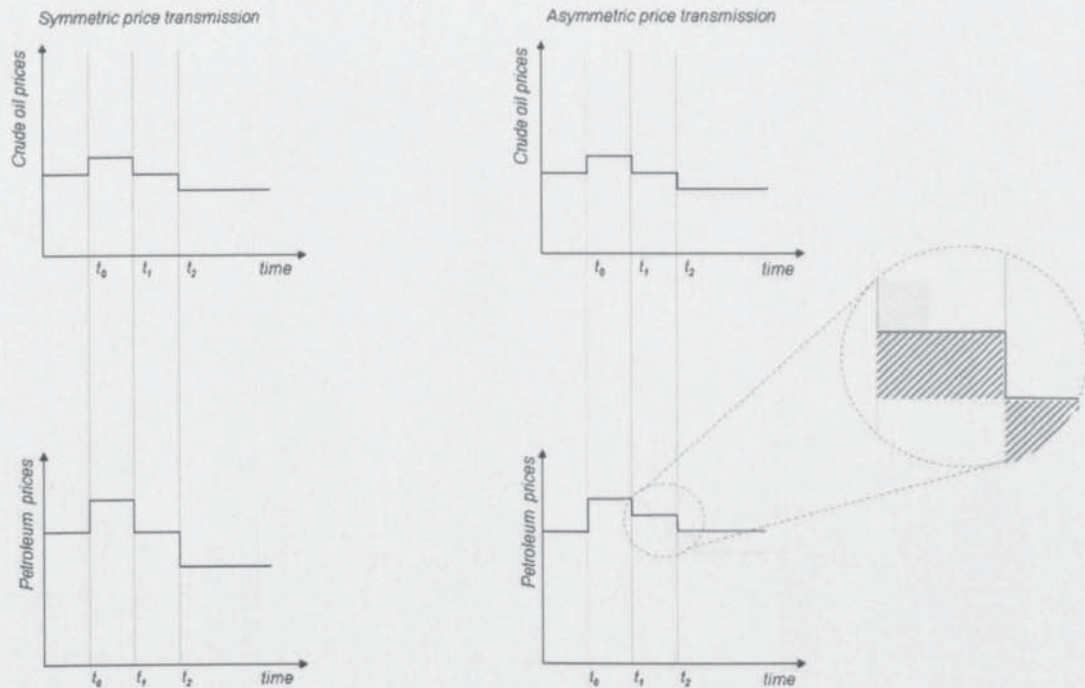 Symmetric price transmission
Crude oil prices
t₀ t₁ t₂ time
Petroleum prices
t₀ t₁ t₂ time
Asymmetric price transmission
Crude oil prices
t₀ t₁ t₂ time
Petroleum prices
t₀ t₁ t₂ time